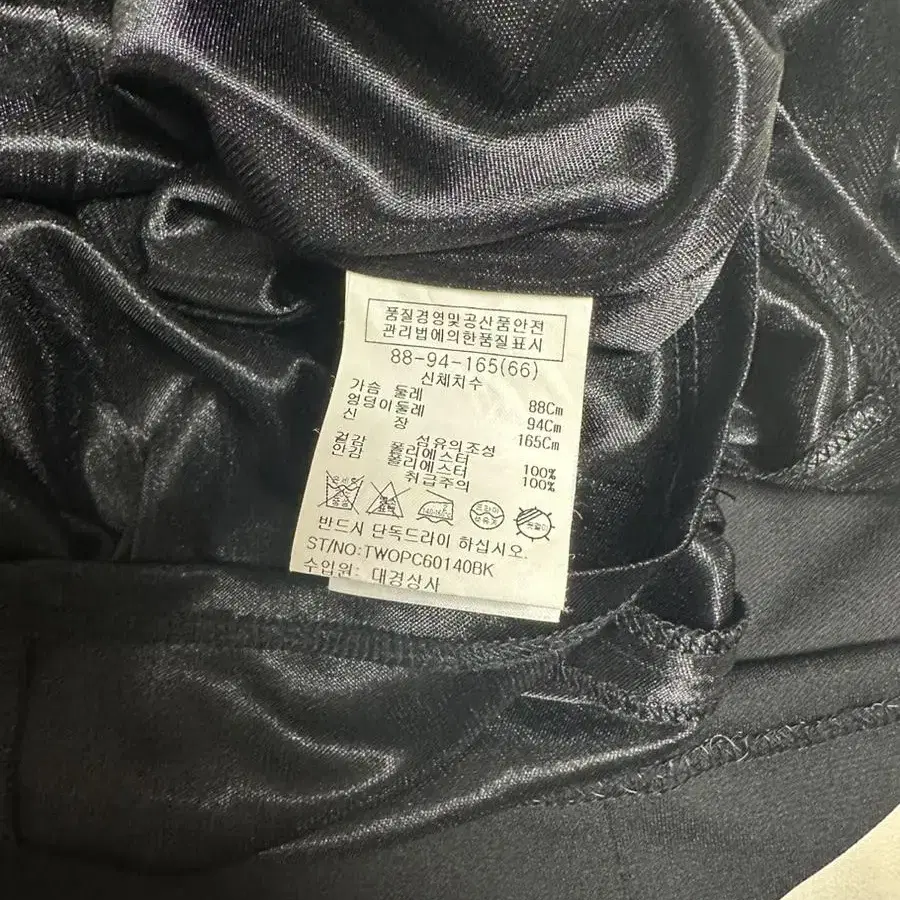 품질경영및공산품안전
관리법에의한품질표시
88-94-165(66)
신체치수
가슴 둘레 88Cm
엉덩이둘레 94Cm
신 장 165Cm
섬유의조성
겉감 폴리에스터 100%
안감 폴리에스터 100%
취급주의
반드시 단독드라이 하십시오.
ST/NO:TWOPC60140BK
수입원: 대경상사